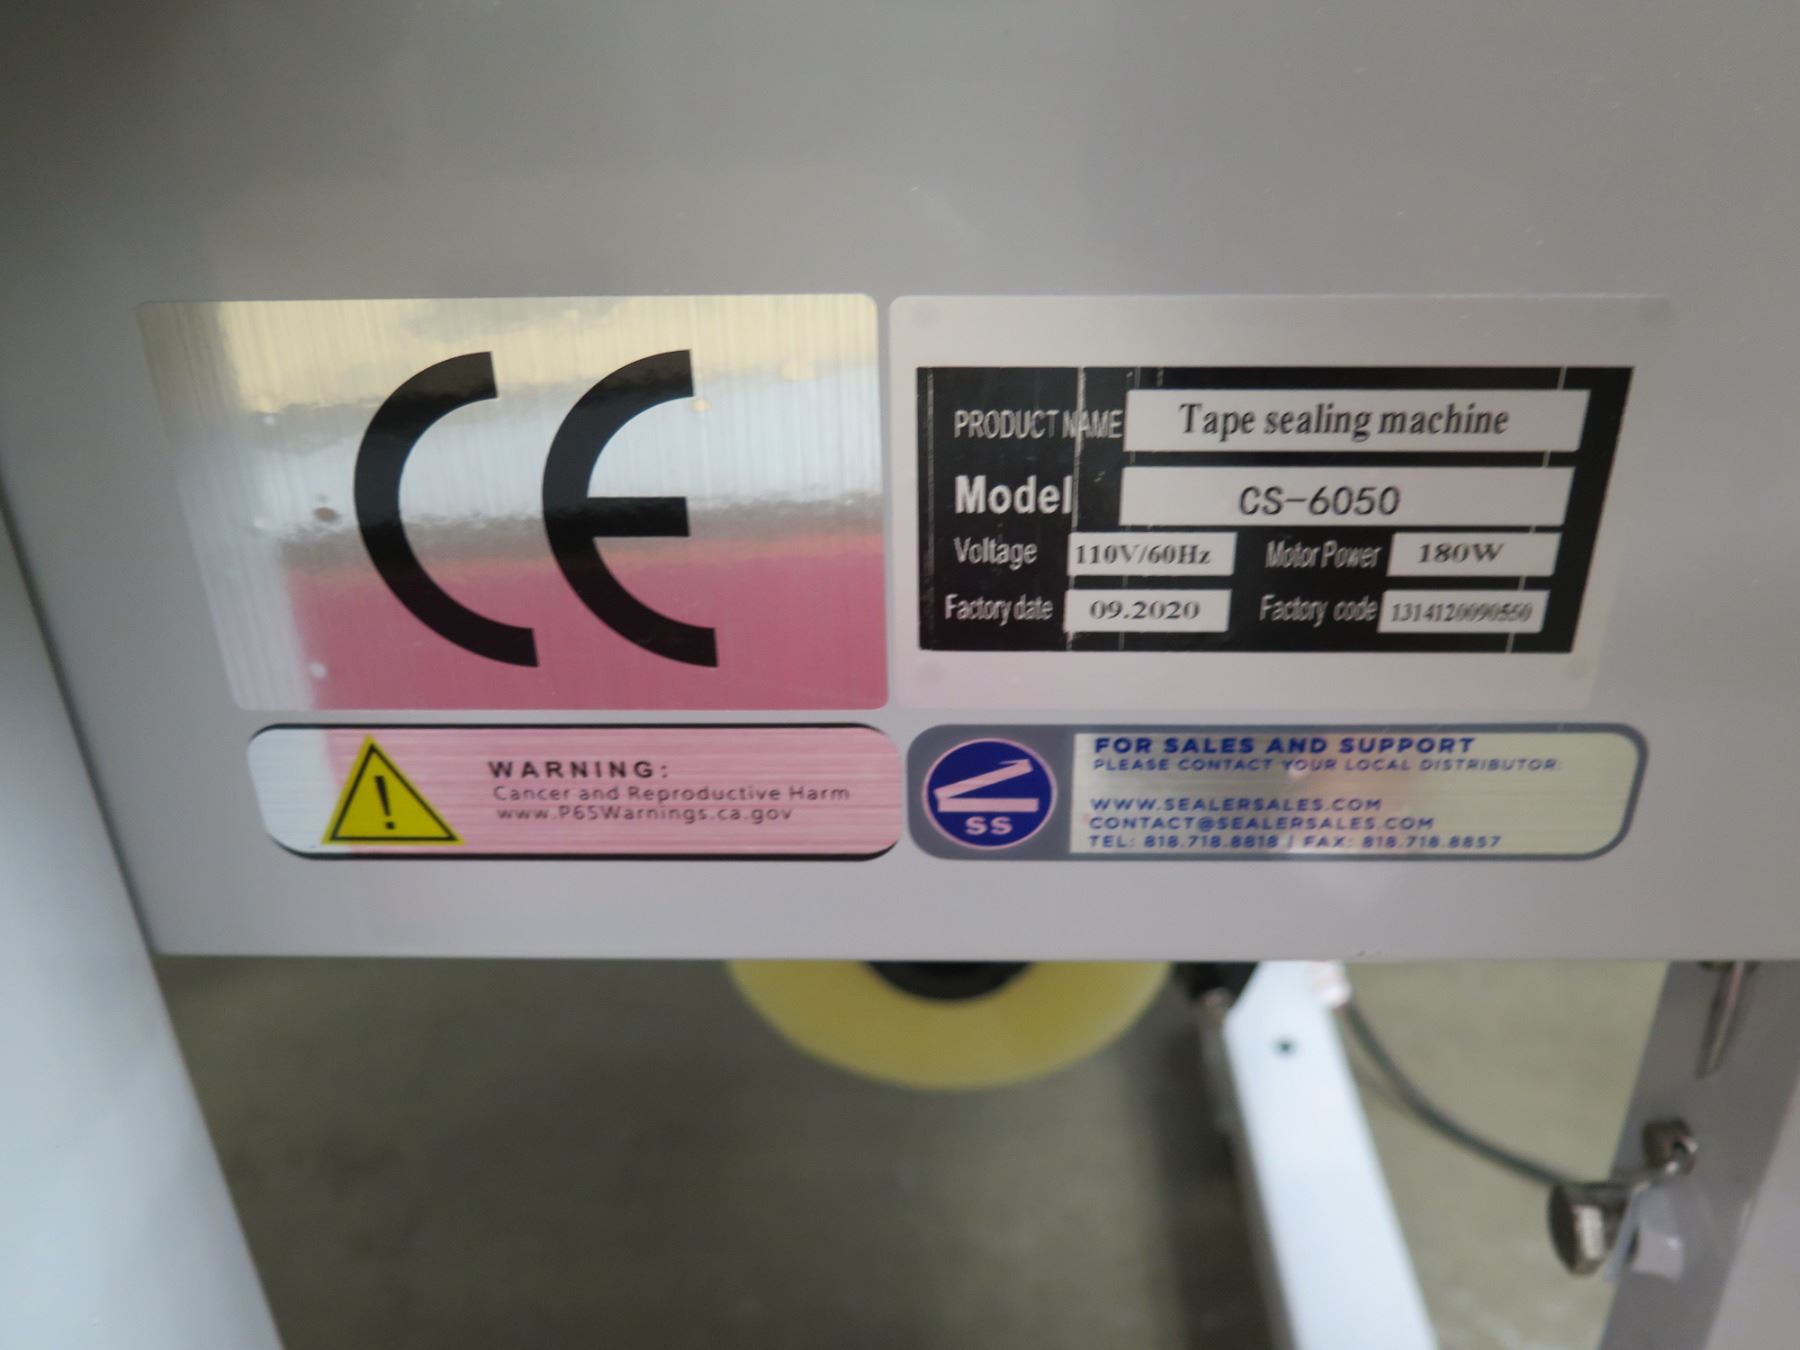 CE
PRODUCT NAME Tape sealing machine
Model CS-6050
Voltage 110V/60Hz Motor Power 180W
Factory date 09.2020 Factory code 1314120090550
WARNING:
Cancer and Reproductive Harm
www.P65Warnings.ca.gov
SS
FOR SALES AND SUPPORT
PLEASE CONTACT YOUR LOCAL DISTRIBUTOR:
WWW.SEALERSALES.COM
CONTACT@SEALERSALES.COM
TEL: 818.718.8818 | FAX: 818.718.8857